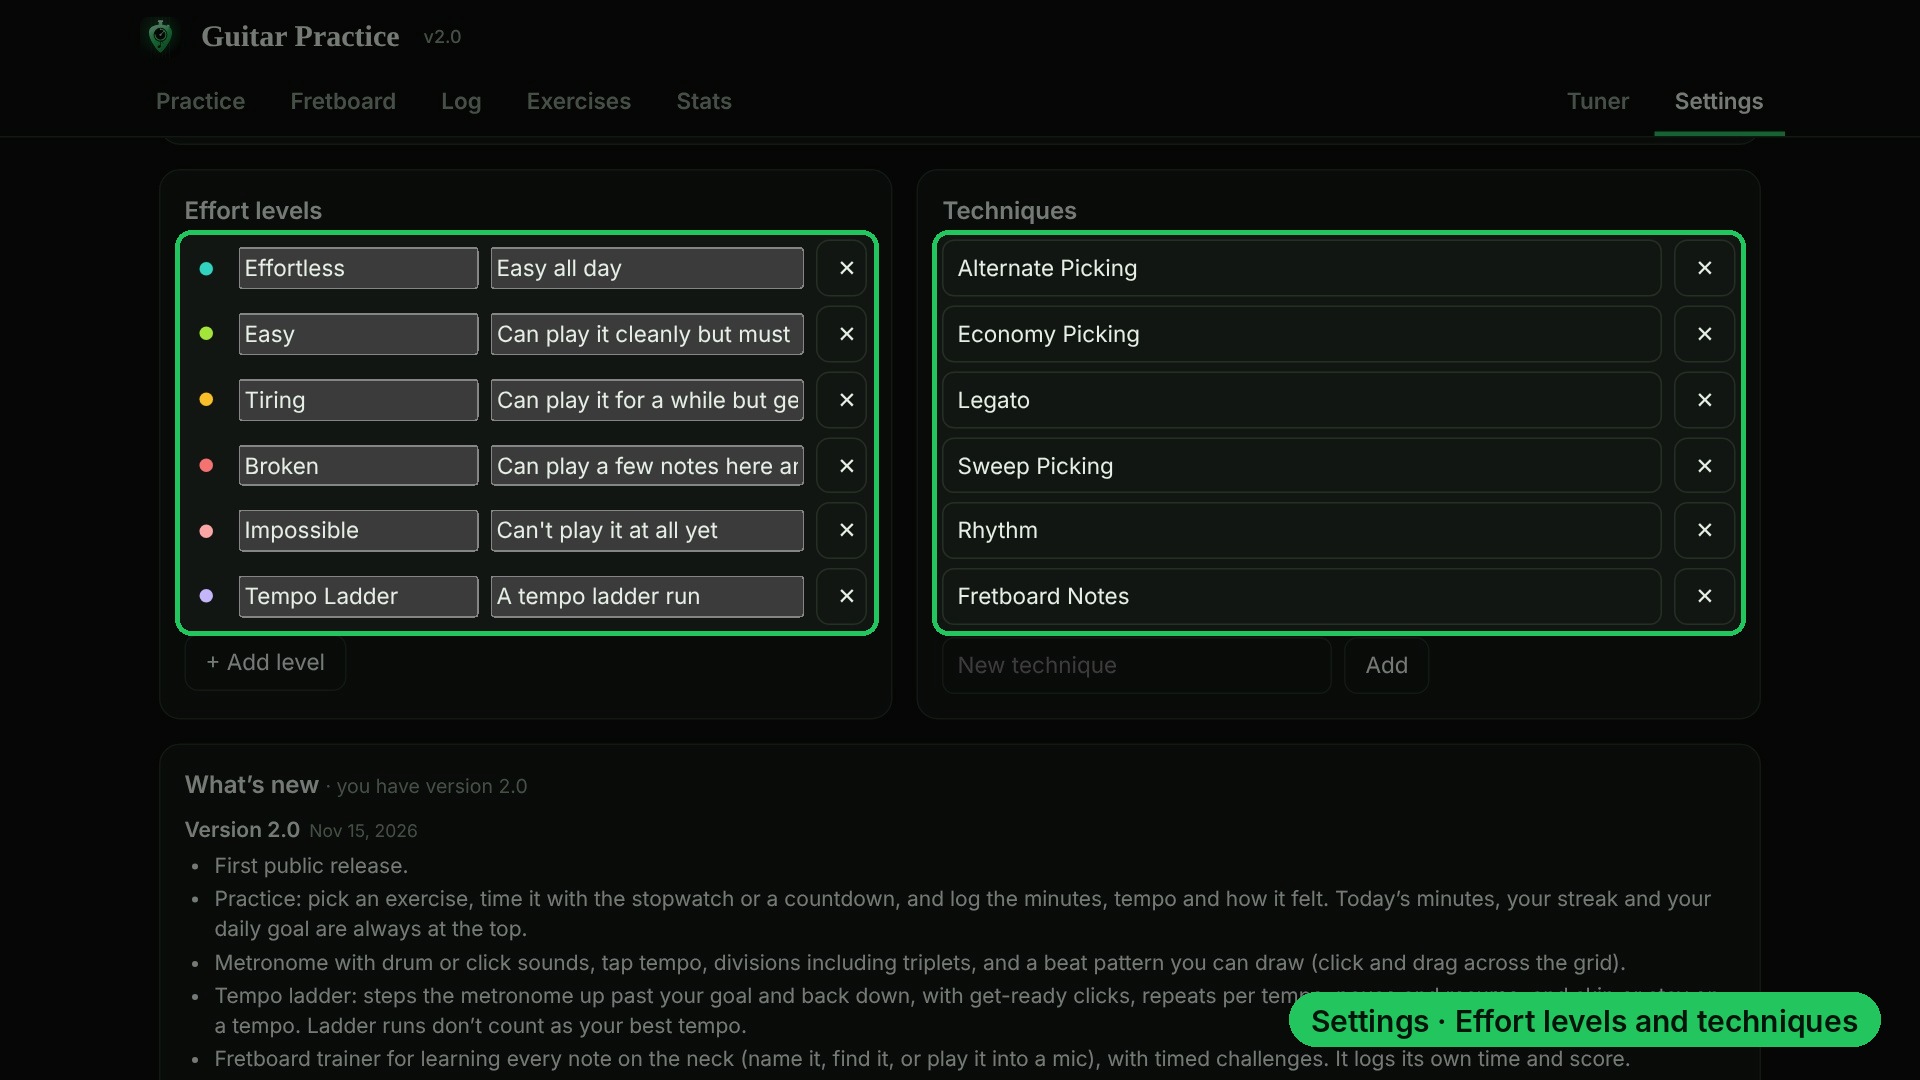 Guitar Practice v2.0
Practice Fretboard Log Exercises Stats Tuner Settings
Effort levels
Effortless Easy all day ✕
Easy Can play it cleanly but must ✕
Tiring Can play it for a while but ge ✕
Broken Can play a few notes here ar ✕
Impossible Can't play it at all yet ✕
Tempo Ladder A tempo ladder run ✕
+ Add level
Techniques
Alternate Picking ✕
Economy Picking ✕
Legato ✕
Sweep Picking ✕
Rhythm ✕
Fretboard Notes ✕
New technique Add
What’s new · you have version 2.0
Version 2.0 Nov 15, 2026
• First public release.
• Practice: pick an exercise, time it with the stopwatch or a countdown, and log the minutes, tempo and how it felt. Today’s minutes, your streak and your
daily goal are always at the top.
• Metronome with drum or click sounds, tap tempo, divisions including triplets, and a beat pattern you can draw (click and drag across the grid).
• Tempo ladder: steps the metronome up past your goal and back down, with get-ready clicks, repeats per
a tempo. Ladder runs don’t count as your best tempo.
• Fretboard trainer for learning every note on the neck (name it, find it, or play it into a mic), with timed challenges. It logs its own time and score.
Settings · Effort levels and techniques